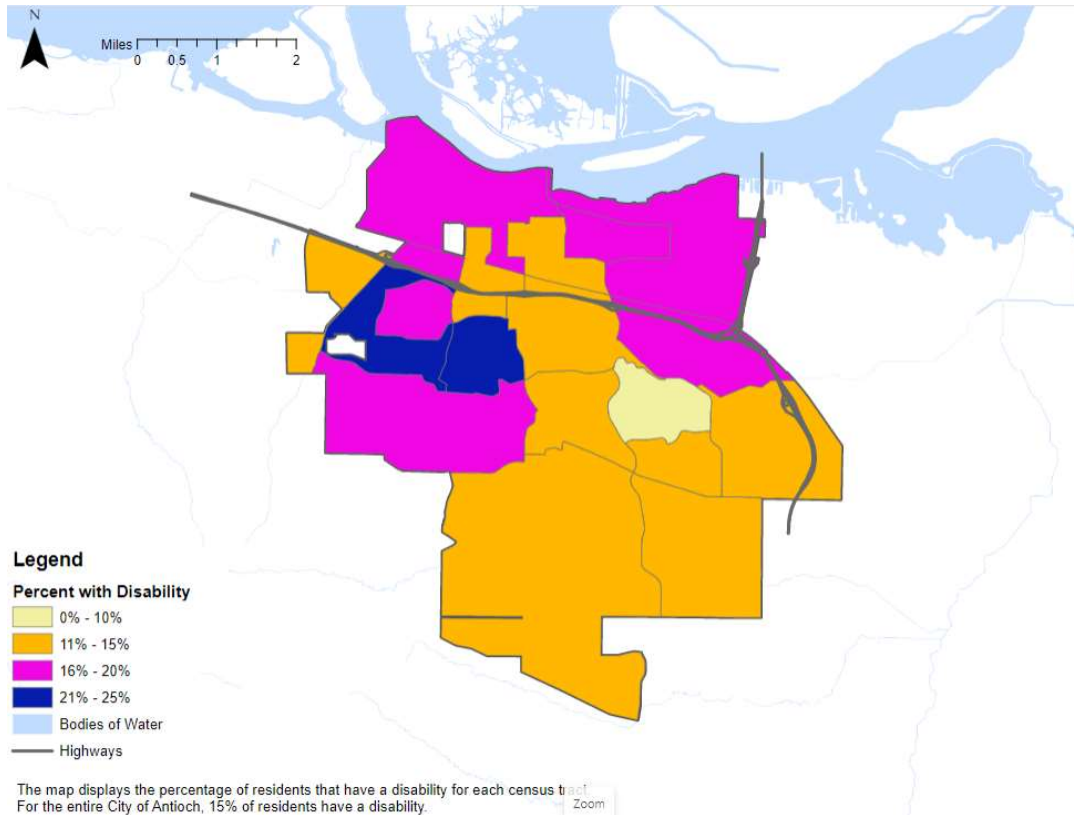 N
Miles
0 0.5 1 2
Legend
Percent with Disability
0% - 10%
11% - 15%
16% - 20%
21% - 25%
Bodies of Water
Highways
The map displays the percentage of residents that have a disability for each census tract
For the entire City of Antioch, 15% of residents have a disability.
Zoom